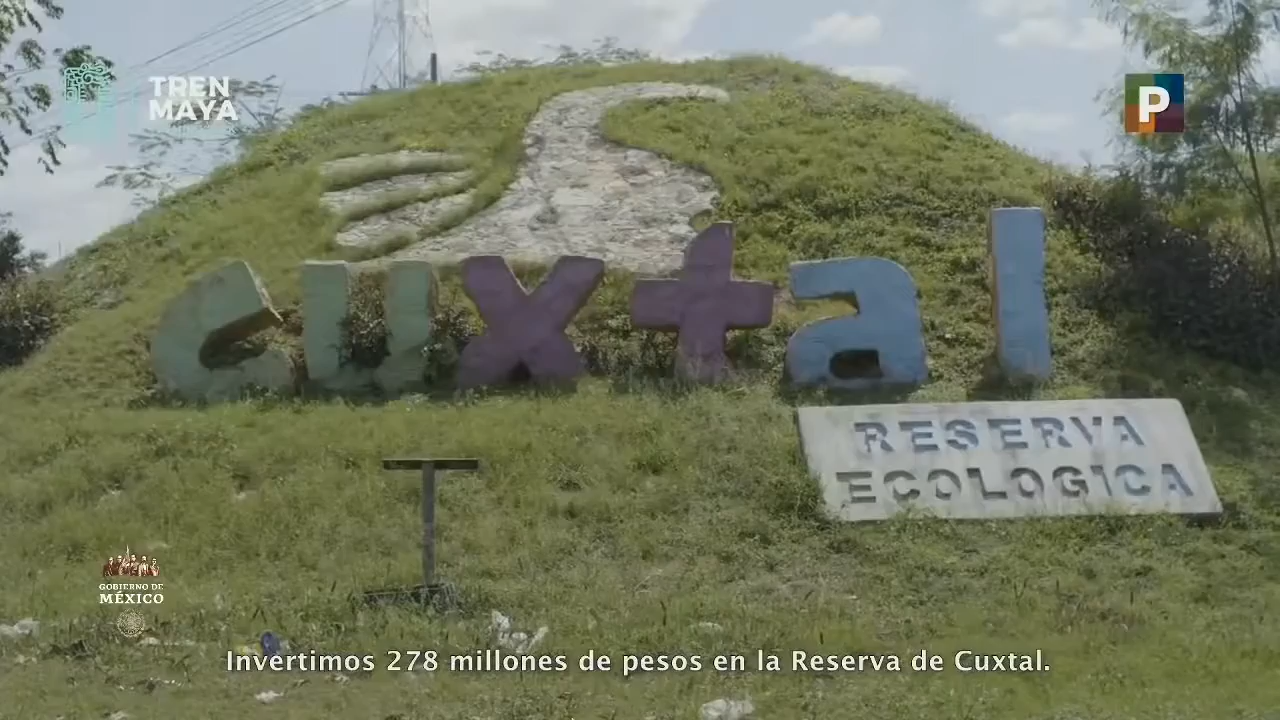 TREN
MAYA
P
cuxtal
RESERVA
ECOLOGICA
GOBIERNO DE
MÉXICO
Invertimos 278 millones de pesos en la Reserva de Cuxtal.